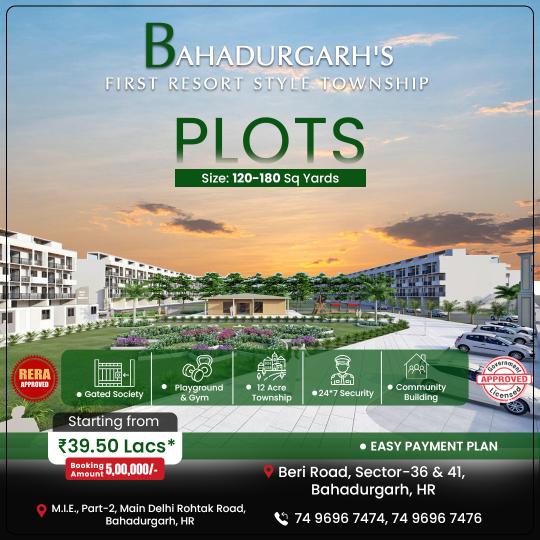 BAHADURGARH'S
FIRST RESORT STYLE TOWNSHIP
PLOTS
Size: 120-180 Sq Yards
RERA
APPROVED
Gated Society
Playground
& Gym
12 Acre
Township
24*7 Security
Community
Building
Government
APPROVED
Licensed
Starting from
₹39.50 Lacs*
Booking
Amount 5,00,000/-
EASY PAYMENT PLAN
Beri Road, Sector-36 & 41,
Bahadurgarh, HR
M.I.E., Part-2, Main Delhi Rohtak Road,
Bahadurgarh, HR
74 9696 7474, 74 9696 7476